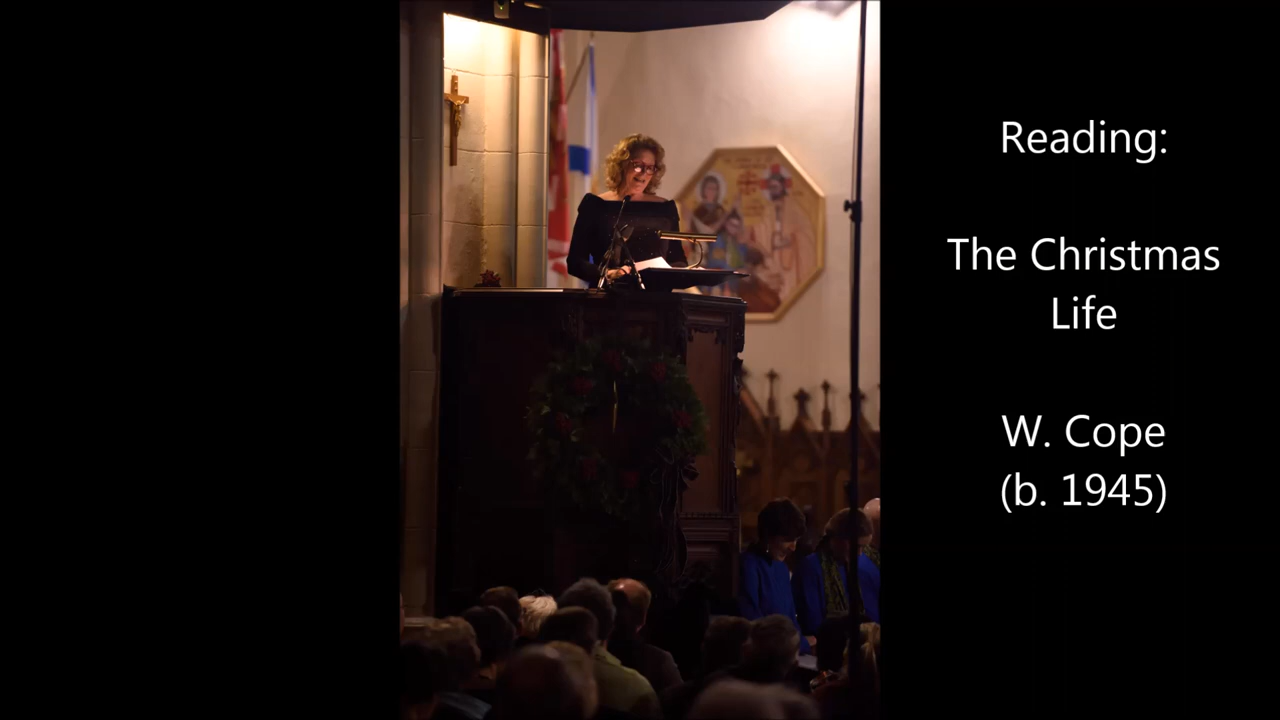 Reading:
The Christmas
Life
W. Cope
(b. 1945)